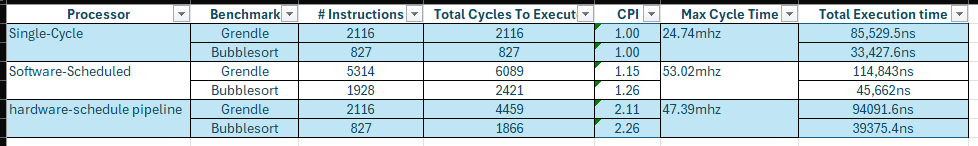 Processor Benchmark # Instructions Total Cycles To Execut CPI Max Cycle Time Total Execution time
Single-Cycle Grendle 2116 2116 1.00 24.74mhz 85,529.5ns
Bubblesort 827 827 1.00 33,427.6ns
Software-Scheduled Grendle 5314 6089 1.15 53.02mhz 114,843ns
Bubblesort 1928 2421 1.26 45,662ns
hardware-schedule pipeline Grendle 2116 4459 2.11 47.39mhz 94091.6ns
Bubblesort 827 1866 2.26 39375.4ns